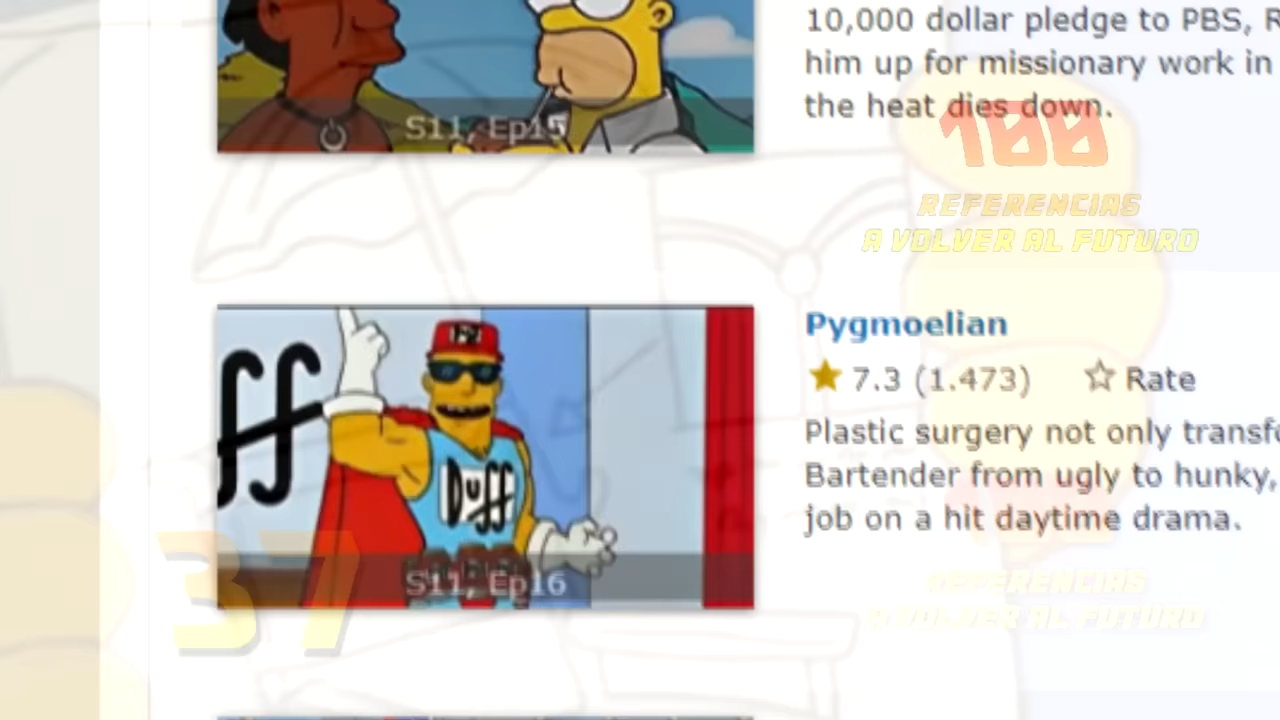 10,000 dollar pledge to PBS, R
him up for missionary work in
the heat dies down.
S11, Ep15
100
REFERENCIAS
A VOLVER AL FUTURO
Pygmoelian
7.3 (1.473) Rate
Plastic surgery not only transfo
Bartender from ugly to hunky,
job on a hit daytime drama.
ff
Duff
S11, Ep16
37
REFERENCIAS
A VOLVER AL FUTURO